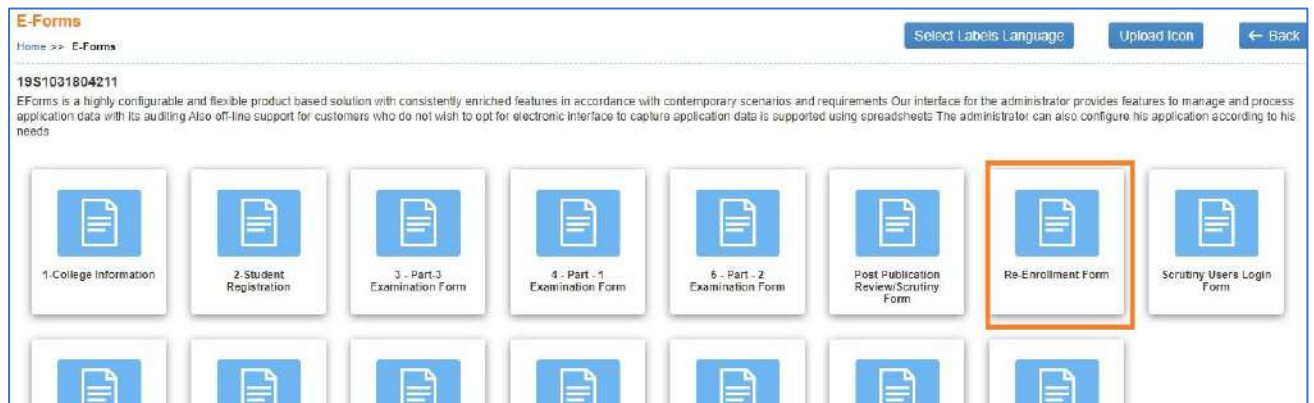 E-Forms
Select Labels Language
Upload Icon
← Back
Home >> E-Forms
19S1031804211
EForms is a highly configurable and flexible product based solution with consistently enriched features in accordance with contemporary scenarios and requirements Our interface for the administrator provides features to manage and process
application data with its auditing Also off-line support for customers who do not wish to opt for electronic interface to capture application data is supported using spreadsheets The administrator can also configure his application according to his
needs
1-College Information
2-Student
Registration
3 - Part-3
Examination Form
4 - Part - 1
Examination Form
5 - Part - 2
Examination Form
Post Publication
Review/Scrutiny
Form
Re-Enrollment Form
Scrutiny Users Login
Form